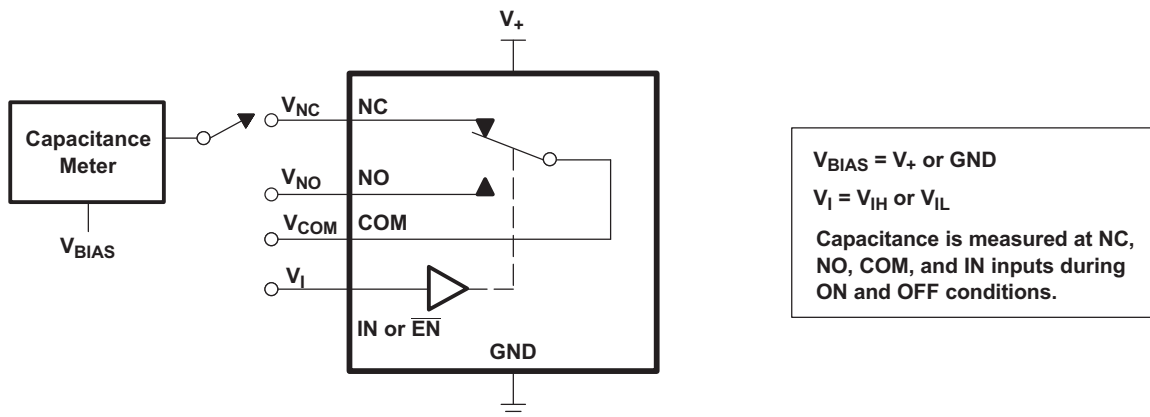 V+
Capacitance
Meter
VBIAS
VNC
NC
VNO
NO
VCOM
COM
VI
IN or E̅N̅
GND
VBIAS = V+ or GND
VI = VIH or VIL
Capacitance is measured at NC,
NO, COM, and IN inputs during
ON and OFF conditions.